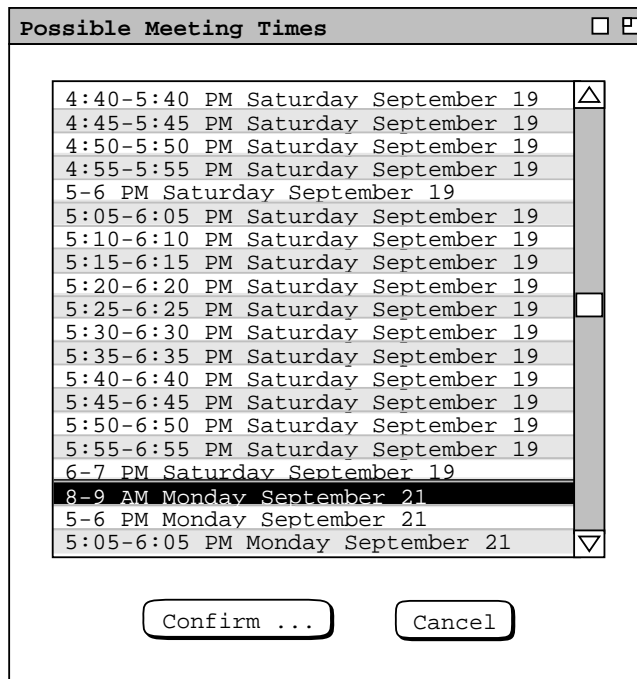 Possible Meeting Times
4:40-5:40 PM Saturday September 19
4:45-5:45 PM Saturday September 19
4:50-5:50 PM Saturday September 19
4:55-5:55 PM Saturday September 19
5-6 PM Saturday September 19
5:05-6:05 PM Saturday September 19
5:10-6:10 PM Saturday September 19
5:15-6:15 PM Saturday September 19
5:20-6:20 PM Saturday September 19
5:25-6:25 PM Saturday September 19
5:30-6:30 PM Saturday September 19
5:35-6:35 PM Saturday September 19
5:40-6:40 PM Saturday September 19
5:45-6:45 PM Saturday September 19
5:50-6:50 PM Saturday September 19
5:55-6:55 PM Saturday September 19
6-7 PM Saturday September 19
8-9 AM Monday September 21
5-6 PM Monday September 21
5:05-6:05 PM Monday September 21
Confirm ... Cancel